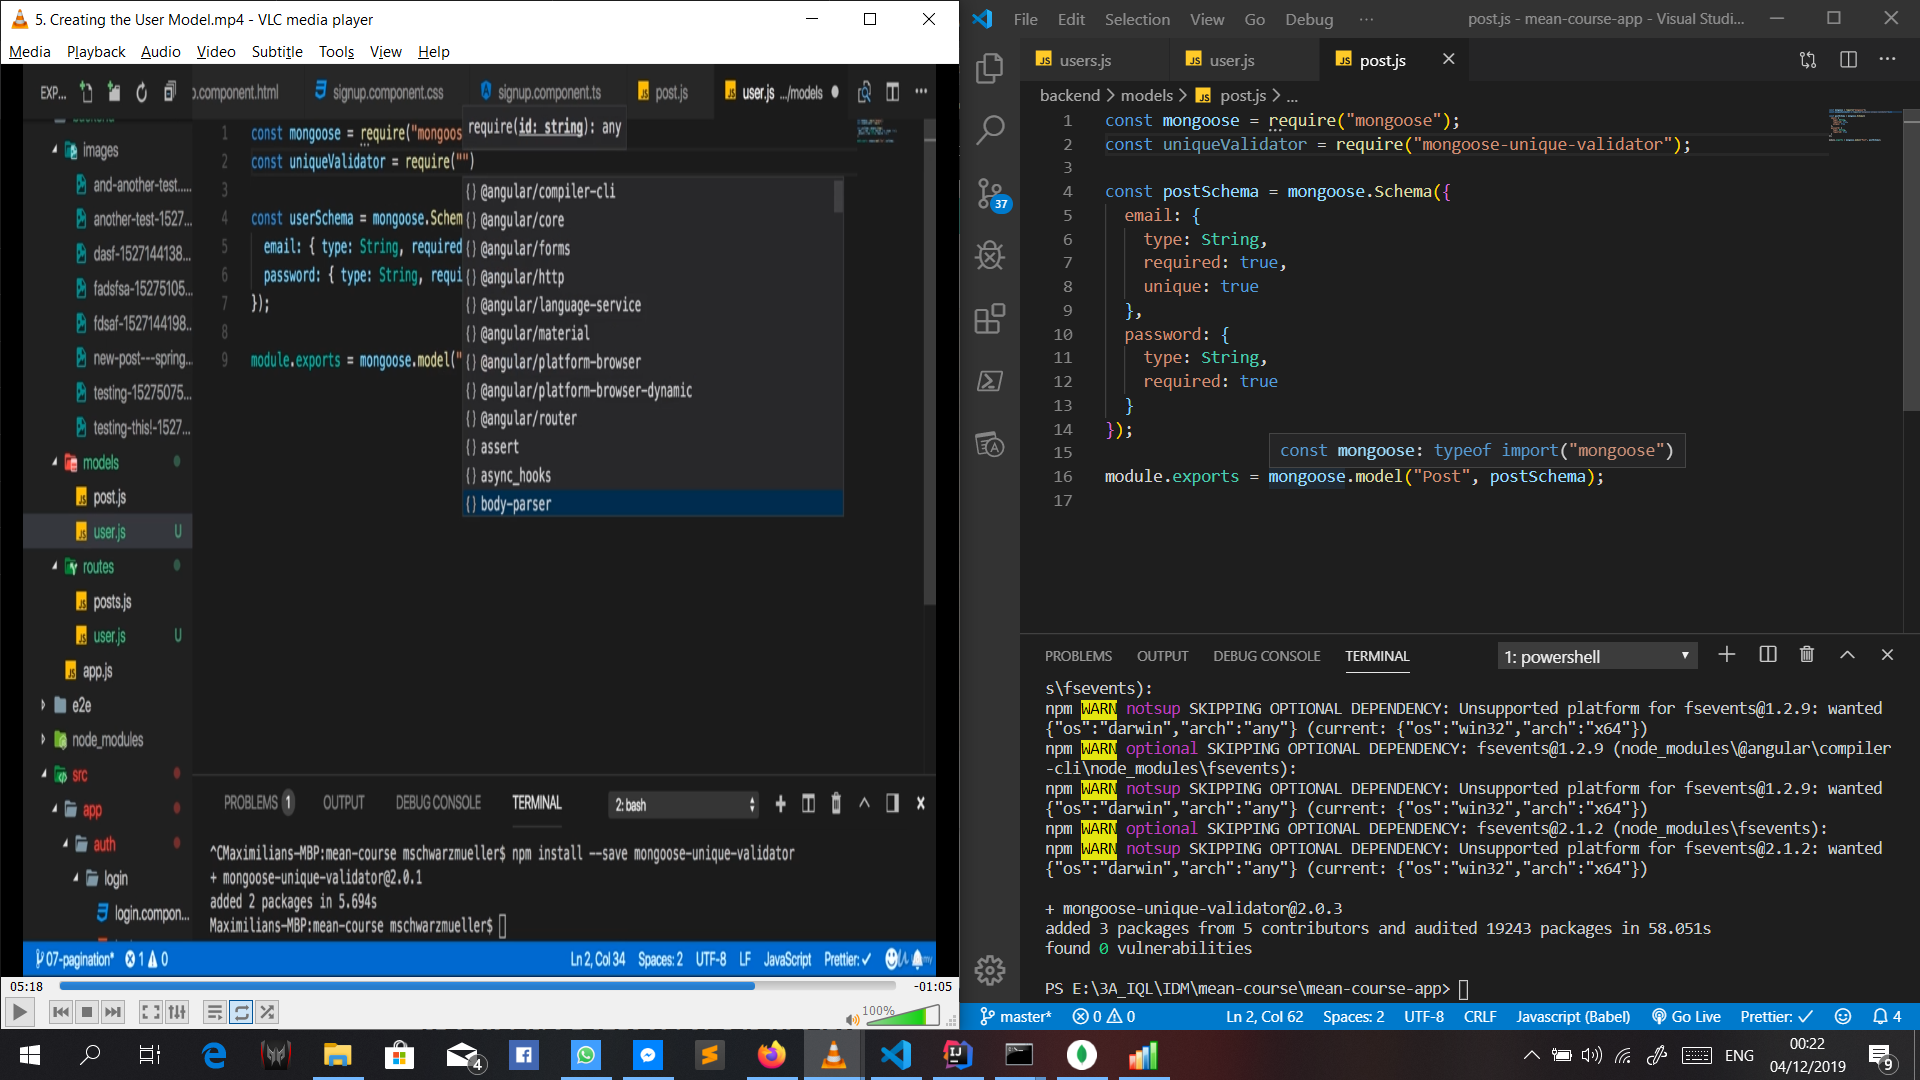 5. Creating the User Model.mp4 - VLC media player
Media Playback Audio Video Subtitle Tools View Help
EXP...
p.component.html signup.component.css signup.component.ts post.js user.js .../models
images
and-another-test....
another-test-1527...
dasf-1527144138...
fadsfsa-15275105...
fdsaf-1527144198...
new-post---spring...
testing-15275075...
testing-this!-1527...
models
post.js
user.js U
routes
posts.js
user.js U
app.js
e2e
node_modules
src
app
auth
login
login.compon...
1 const mongoose = require("mongoos
require(id: string): any
2 const uniqueValidator = require("")
3
4 const userSchema = mongoose.Schem
5 email: { type: String, required
6 password: { type: String, requi
7 });
8
9 module.exports = mongoose.model("
{} @angular/compiler-cli
{} @angular/core
{} @angular/forms
{} @angular/http
{} @angular/language-service
{} @angular/material
{} @angular/platform-browser
{} @angular/platform-browser-dynamic
{} @angular/router
{} assert
{} async_hooks
{} body-parser
PROBLEMS 1 OUTPUT DEBUG CONSOLE TERMINAL 2: bash
^CMaximilians-MBP:mean-course mschwarzmueller$ npm install --save mongoose-unique-validator
+ mongoose-unique-validator@2.0.1
added 2 packages in 5.694s
Maximilians-MBP:mean-course mschwarzmueller$
07-pagination* 1 0 Ln 2, Col 34 Spaces: 2 UTF-8 LF JavaScript Prettier: ✓
05:18 -01:05
100%
File Edit Selection View Go Debug ... post.js - mean-course-app - Visual Studi...
users.js user.js post.js
backend > models > post.js > ...
37
1 const mongoose = require("mongoose");
2 const uniqueValidator = require("mongoose-unique-validator");
3
4 const postSchema = mongoose.Schema({
5 email: {
6 type: String,
7 required: true,
8 unique: true
9 },
10 password: {
11 type: String,
12 required: true
13 }
14 });
15
const mongoose: typeof import("mongoose")
16 module.exports = mongoose.model("Post", postSchema);
17
PROBLEMS OUTPUT DEBUG CONSOLE TERMINAL 1: powershell
s\fsevents):
npm WARN notsup SKIPPING OPTIONAL DEPENDENCY: Unsupported platform for fsevents@1.2.9: wanted
{"os":"darwin","arch":"any"} (current: {"os":"win32","arch":"x64"})
npm WARN optional SKIPPING OPTIONAL DEPENDENCY: fsevents@1.2.9 (node_modules\@angular\compiler
-cli\node_modules\fsevents):
npm WARN notsup SKIPPING OPTIONAL DEPENDENCY: Unsupported platform for fsevents@1.2.9: wanted
{"os":"darwin","arch":"any"} (current: {"os":"win32","arch":"x64"})
npm WARN optional SKIPPING OPTIONAL DEPENDENCY: fsevents@2.1.2 (node_modules\fsevents):
npm WARN notsup SKIPPING OPTIONAL DEPENDENCY: Unsupported platform for fsevents@2.1.2: wanted
{"os":"darwin","arch":"any"} (current: {"os":"win32","arch":"x64"})
+ mongoose-unique-validator@2.0.3
added 3 packages from 5 contributors and audited 19243 packages in 58.051s
found 0 vulnerabilities
PS E:\3A_IQL\IDM\mean-course\mean-course-app>
master* 0 0 Ln 2, Col 62 Spaces: 2 UTF-8 CRLF Javascript (Babel) Go Live Prettier: ✓ 4
4
ENG
00:22
04/12/2019
9